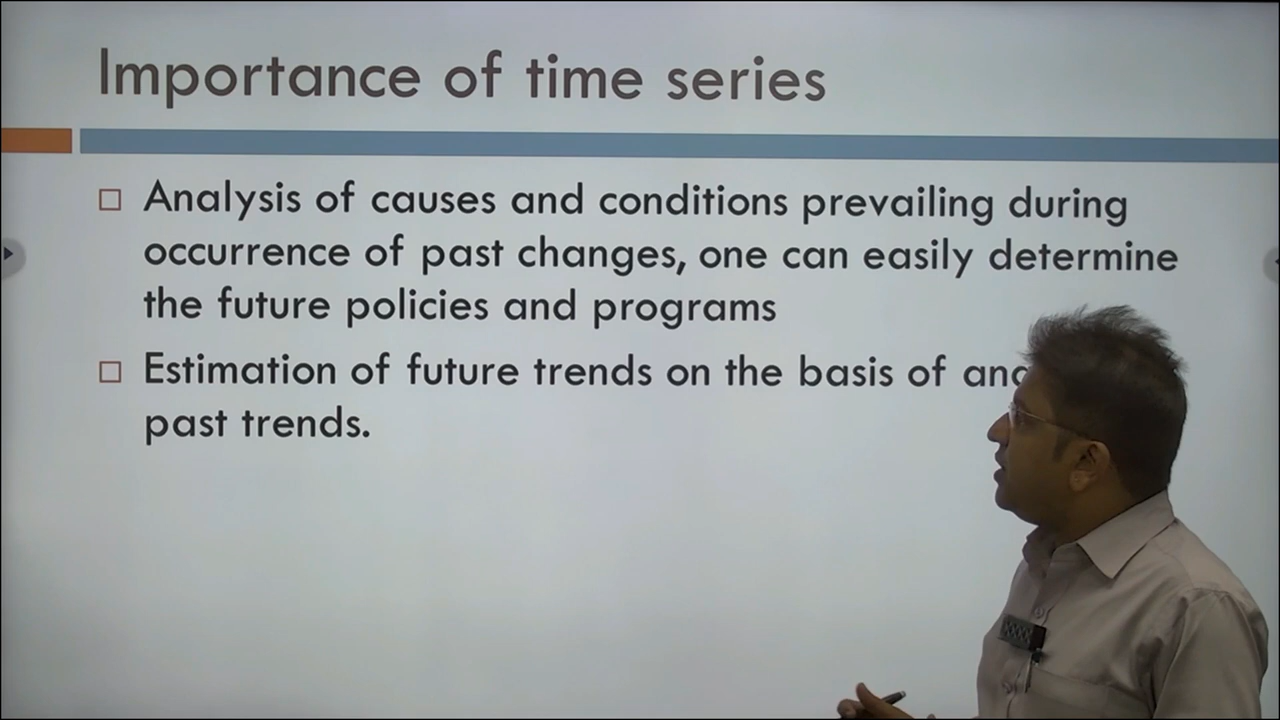 Importance of time series
Analysis of causes and conditions prevailing during
occurrence of past changes, one can easily determine
the future policies and programs
Estimation of future trends on the basis of
past trends.